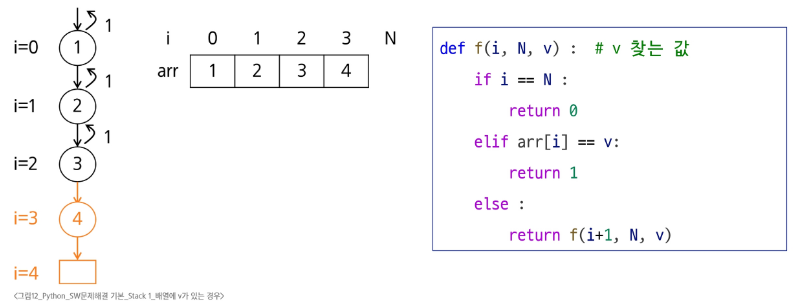 1
i=0 1
1
i=1 2
1
i=2 3
i=3 4
i=4
i 0 1 2 3 N
arr 1 2 3 4
def f(i, N, v) : # v 찾는 값
if i == N :
return 0
elif arr[i] == v:
return 1
else :
return f(i+1, N, v)
<그림12_Python_SW문제해결 기본_Stack 1_배열에 v가 있는 경우>